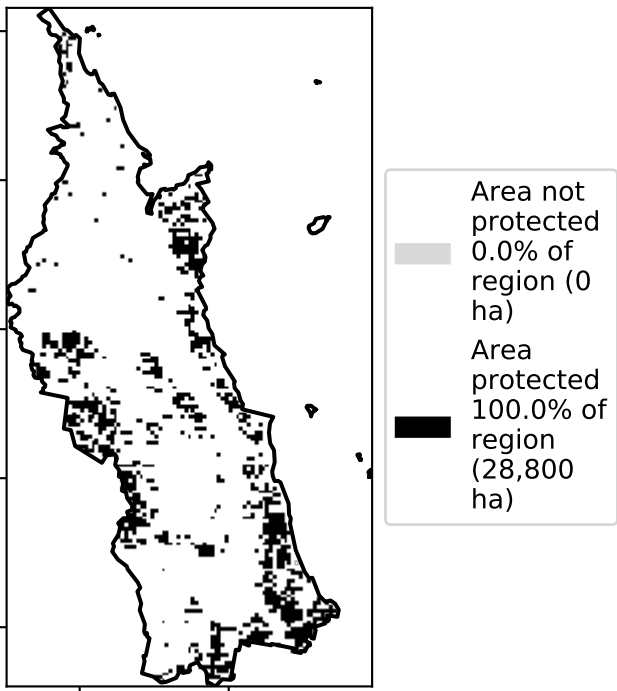 Area not
protected
0.0% of
region (0
ha)
Area
protected
100.0% of
region
(28,800
ha)